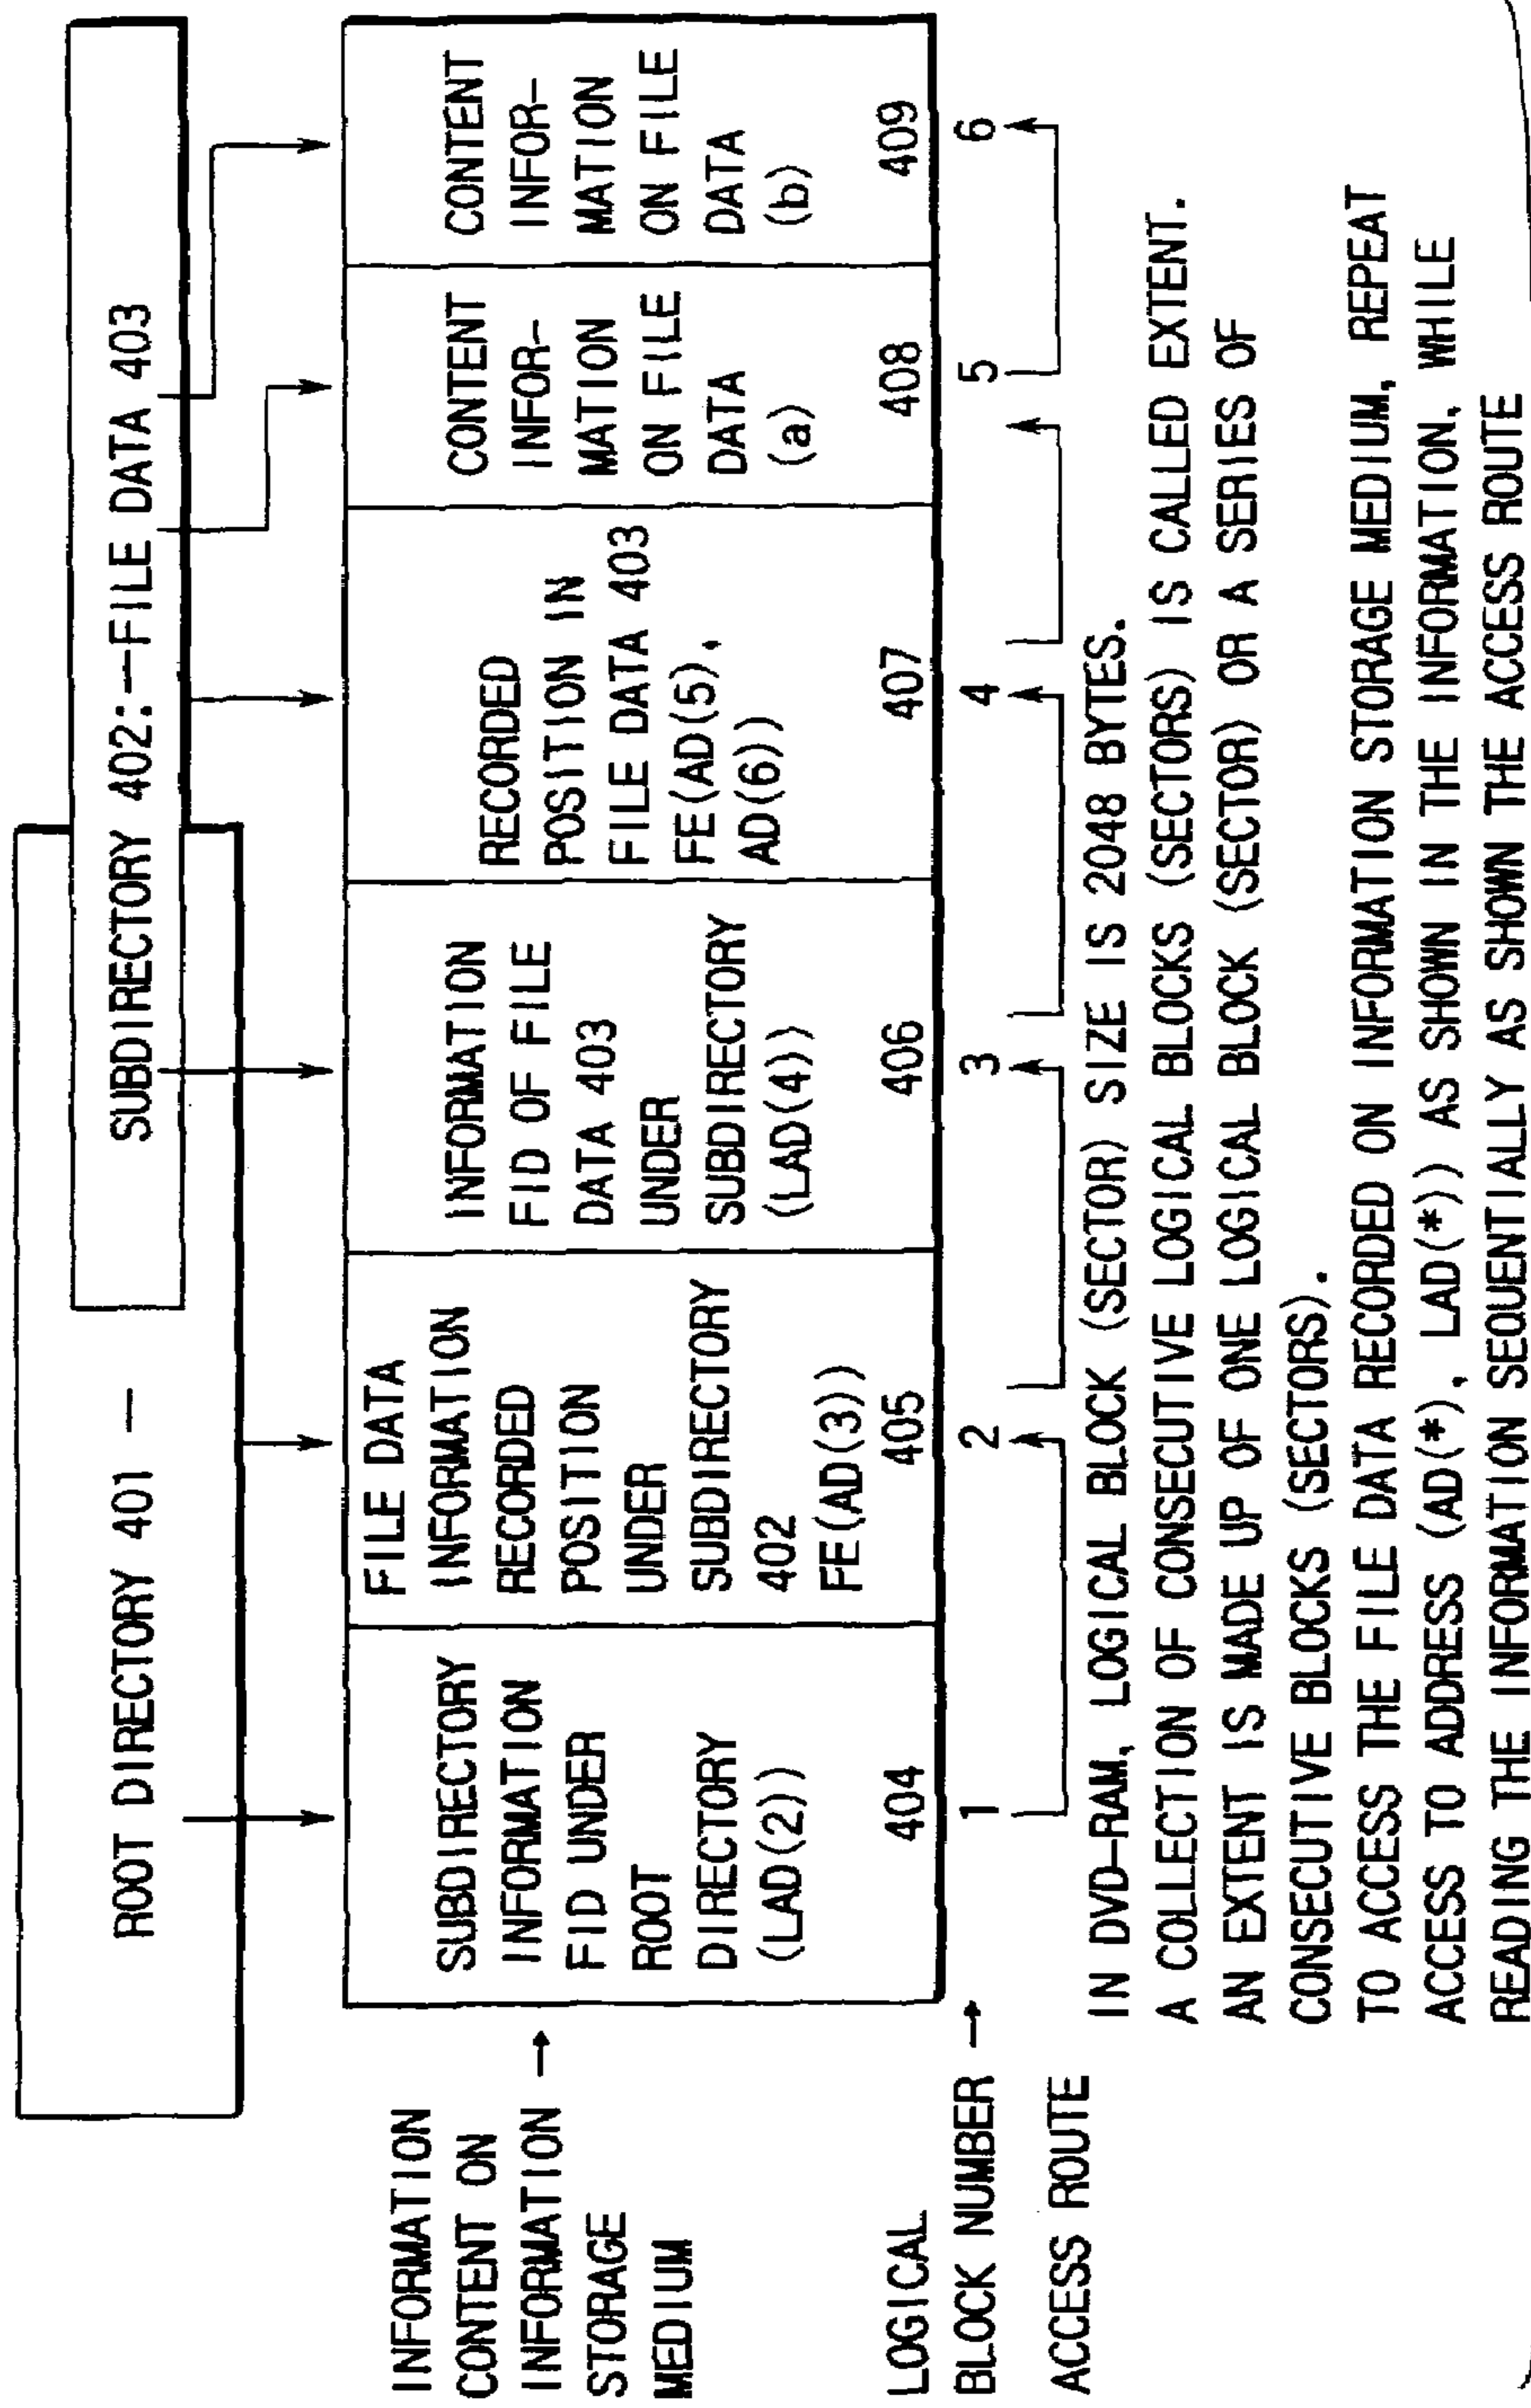 ROOT DIRECTORY 401 —
SUBDIRECTORY 402:—FILE DATA 403
INFORMATION
CONTENT ON
INFORMATION →
STORAGE
MEDIUM
SUBDIRECTORY
INFORMATION
FID UNDER
ROOT
DIRECTORY
(LAD(2))
404
FILE DATA
INFORMATION
RECORDED
POSITION
UNDER
SUBDIRECTORY
402
FE(AD(3))
405
INFORMATION
FID OF FILE
DATA 403
UNDER
SUBDIRECTORY
(LAD(4))
406
RECORDED
POSITION IN
FILE DATA 403
FE(AD(5),
AD(6))
407
CONTENT
INFOR-
MATION
ON FILE
DATA
(a)
408
CONTENT
INFOR-
MATION
ON FILE
DATA
(b)
409
LOGICAL
BLOCK NUMBER →
1 2 3 4 5 6
ACCESS ROUTE
IN DVD-RAM, LOGICAL BLOCK (SECTOR) SIZE IS 2048 BYTES.
A COLLECTION OF CONSECUTIVE LOGICAL BLOCKS (SECTORS) IS CALLED EXTENT.
AN EXTENT IS MADE UP OF ONE LOGICAL BLOCK (SECTOR) OR A SERIES OF
CONSECUTIVE BLOCKS (SECTORS).
TO ACCESS THE FILE DATA RECORDED ON INFORMATION STORAGE MEDIUM, REPEAT
ACCESS TO ADDRESS (AD(*), LAD(*)) AS SHOWN IN THE INFORMATION, WHILE
READING THE INFORMATION SEQUENTIALLY AS SHOWN THE ACCESS ROUTE